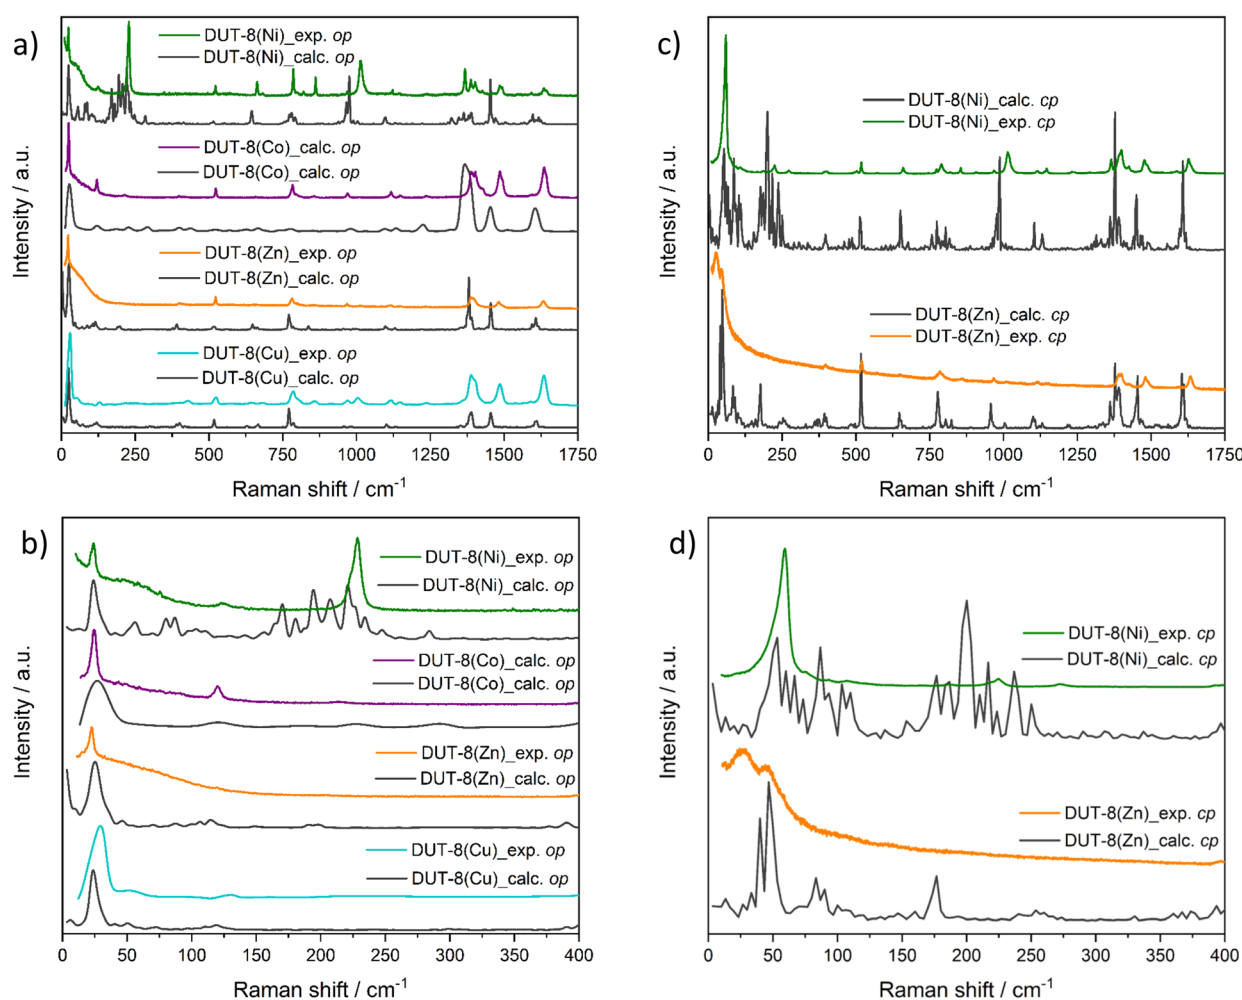 a)
DUT-8(Ni)_exp. op
DUT-8(Ni)_calc. op
DUT-8(Co)_calc. op
DUT-8(Co)_calc. op
DUT-8(Zn)_exp. op
DUT-8(Zn)_calc. op
DUT-8(Cu)_exp. op
DUT-8(Cu)_calc. op
Intensity / a.u.
0 250 500 750 1000 1250 1500 1750
Raman shift / cm-1
c)
DUT-8(Ni)_calc. cp
DUT-8(Ni)_exp. cp
DUT-8(Zn)_calc. cp
DUT-8(Zn)_exp. cp
Intensity / a.u.
0 250 500 750 1000 1250 1500 1750
Raman shift / cm-1
b)
DUT-8(Ni)_exp. op
DUT-8(Ni)_calc. op
DUT-8(Co)_calc. op
DUT-8(Co)_calc. op
DUT-8(Zn)_exp. op
DUT-8(Zn)_calc. op
DUT-8(Cu)_exp. op
DUT-8(Cu)_calc. op
Intensity / a.u.
0 50 100 150 200 250 300 350 400
Raman shift / cm-1
d)
DUT-8(Ni)_exp. cp
DUT-8(Ni)_calc. cp
DUT-8(Zn)_exp. cp
DUT-8(Zn)_calc. cp
Intensity / a.u.
0 50 100 150 200 250 300 350 400
Raman shift / cm-1